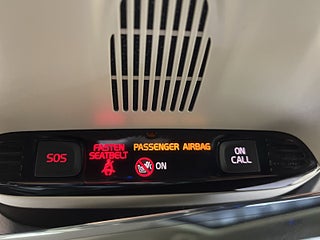 SOS
FASTEN
SEATBELT
PASSENGER AIRBAG
ON
ON
CALL